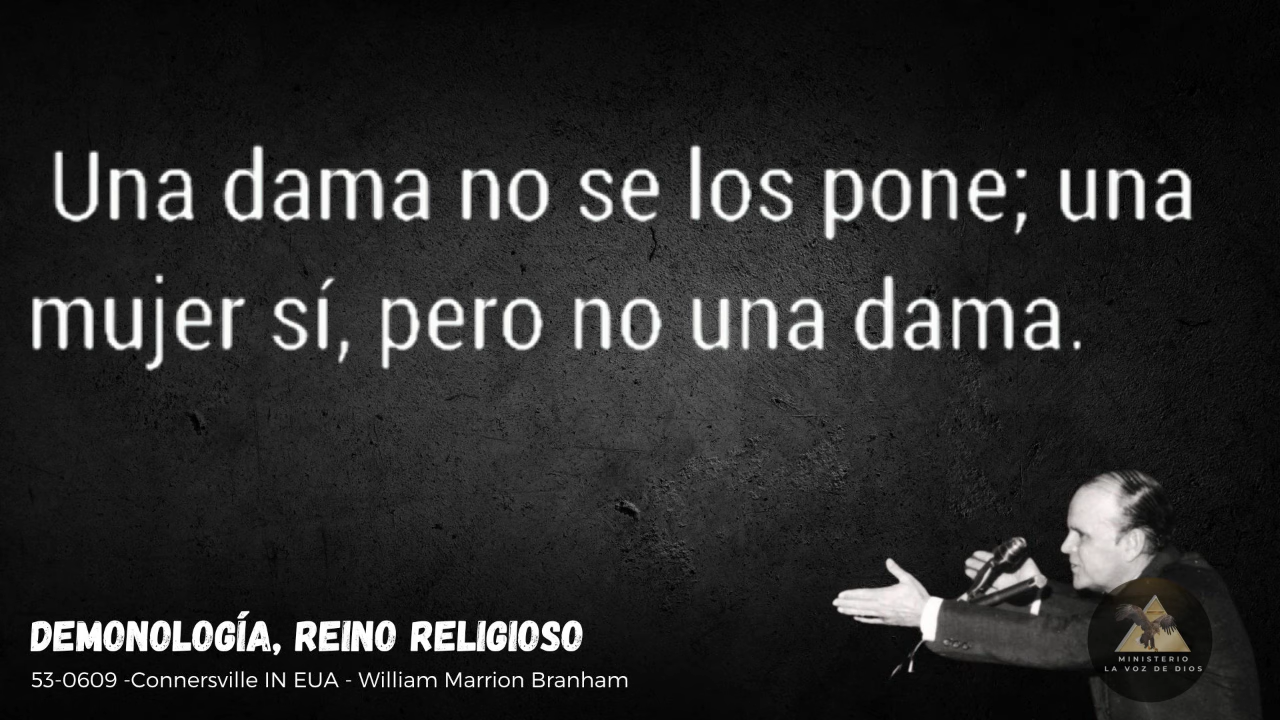 Una dama no se los pone; una
mujer sí, pero no una dama.
DEMONOLOGÍA, REINO RELIGIOSO
53-0609 -Connersville IN EUA - William Marrion Branham
MINISTERIO
LA VOZ DE DIOS